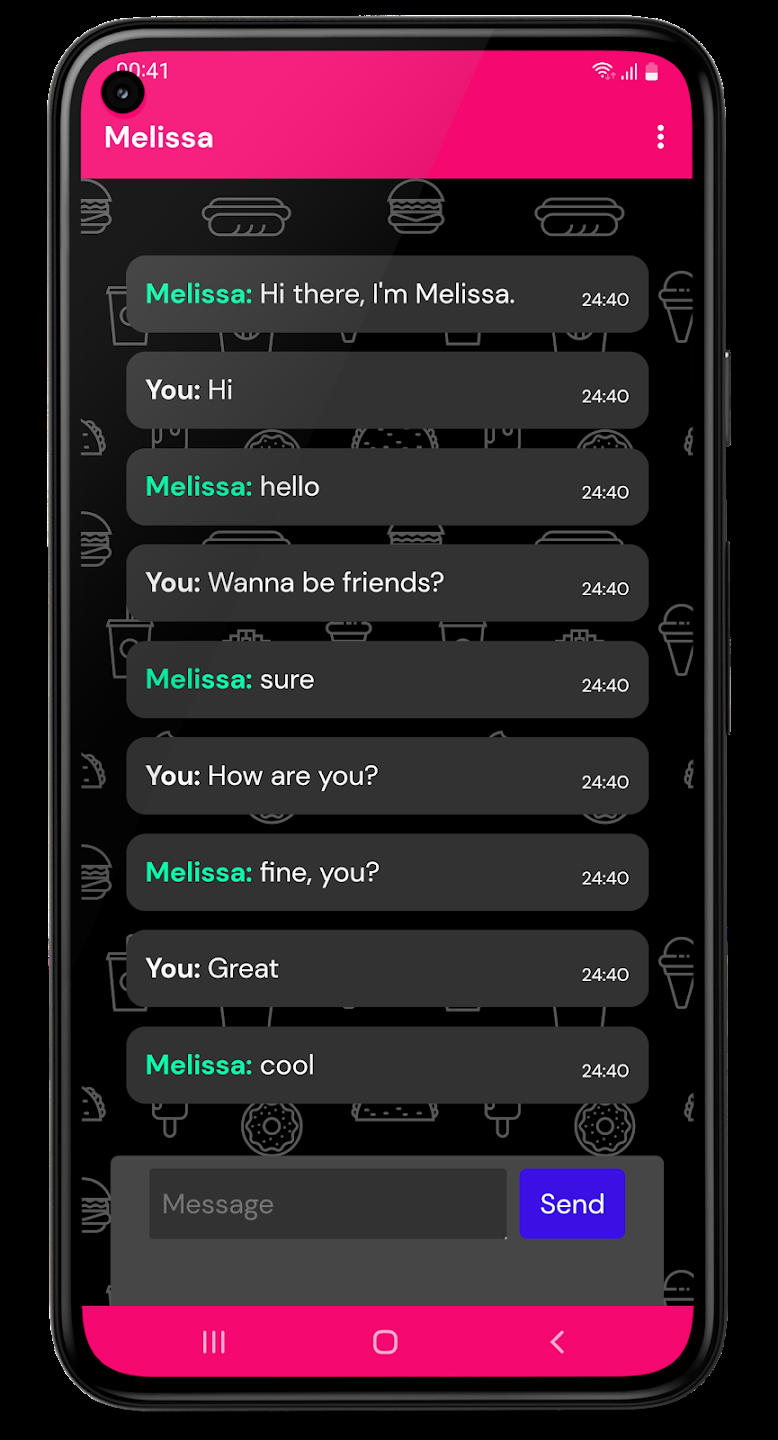 00:41
Melissa
Melissa: Hi there, I'm Melissa. 24:40
You: Hi 24:40
Melissa: hello 24:40
You: Wanna be friends? 24:40
Melissa: sure 24:40
You: How are you? 24:40
Melissa: fine, you? 24:40
You: Great 24:40
Melissa: cool 24:40
Message Send